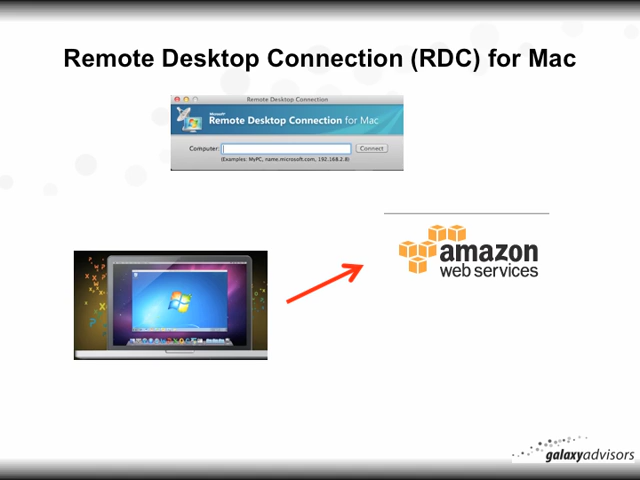 Remote Desktop Connection (RDC) for Mac
Remote Desktop Connection
Microsoft
Remote Desktop Connection for Mac
Computer:
Connect
(Examples: MyPC, name.microsoft.com, 192.168.2.8)
amazon
web services
galaxyadvisors